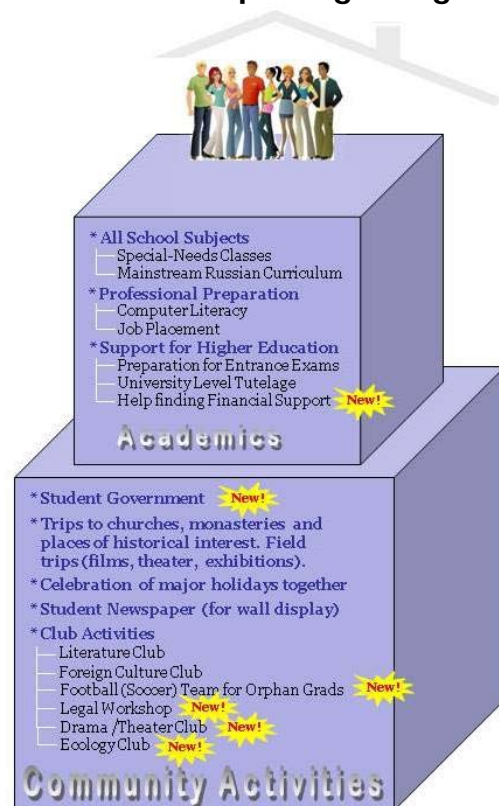 * All School Subjects
Special-Needs Classes
Mainstream Russian Curriculum
* Professional Preparation
Computer Literacy
Job Placement
* Support for Higher Education
Preparation for Entrance Exams
University Level Tutelage
Help finding Financial Support New!
Academics
* Student Government New!
* Trips to churches, monasteries and
places of historical interest. Field
trips (films, theater, exhibitions).
* Celebration of major holidays together
* Student Newspaper (for wall display)
* Club Activities
Literature Club
Foreign Culture Club
Football (Soccer) Team for Orphan Grads New!
Legal Workshop New!
Drama /Theater Club New!
Ecology Club New!
Community Activities